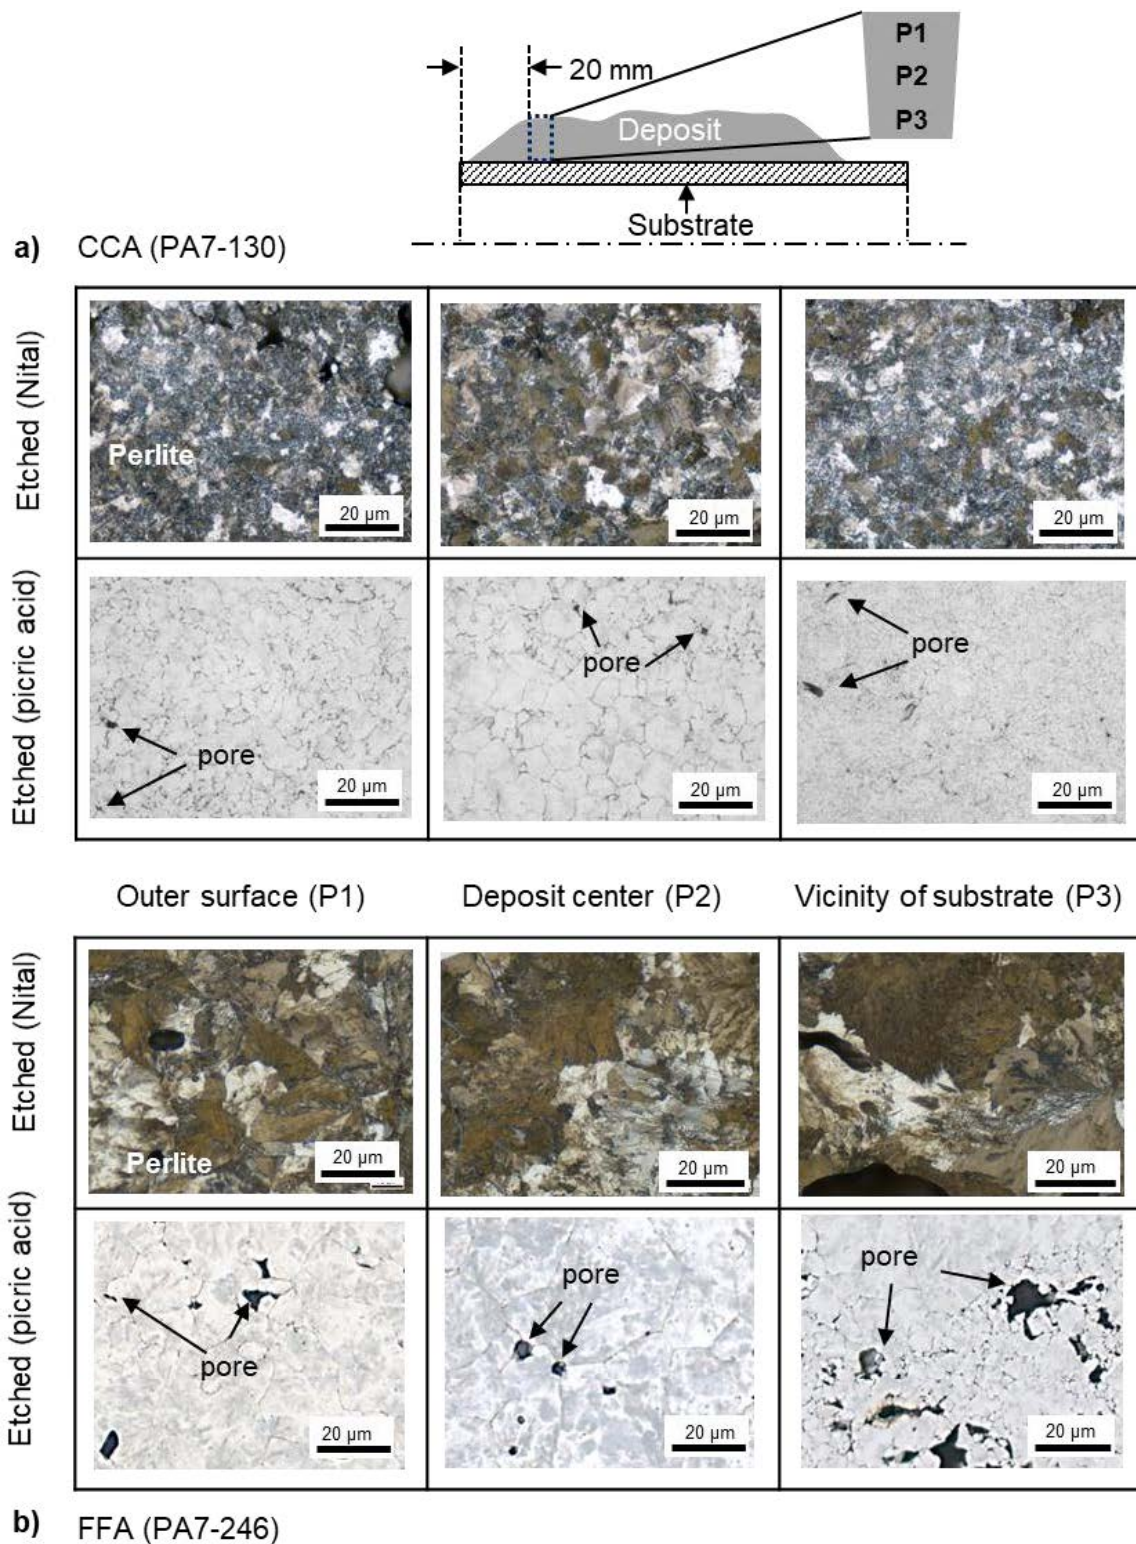 P1
20 mm
P2
P3
Deposit
Substrate
a) CCA (PA7-130)
Etched (Nital)
Perlite
20 µm
20 µm
20 µm
Etched (picric acid)
pore
pore
pore
20 µm
20 µm
20 µm
Outer surface (P1) Deposit center (P2) Vicinity of substrate (P3)
Etched (Nital)
Perlite
20 µm
20 µm
20 µm
Etched (picric acid)
pore
pore
pore
20 µm
20 µm
20 µm
b) FFA (PA7-246)